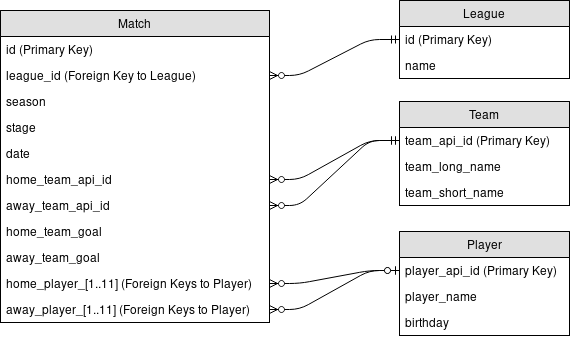 Match
id (Primary Key)
league_id (Foreign Key to League)
season
stage
date
home_team_api_id
away_team_api_id
home_team_goal
away_team_goal
home_player_[1..11] (Foreign Keys to Player)
away_player_[1..11] (Foreign Keys to Player)
League
id (Primary Key)
name
Team
team_api_id (Primary Key)
team_long_name
team_short_name
Player
player_api_id (Primary Key)
player_name
birthday